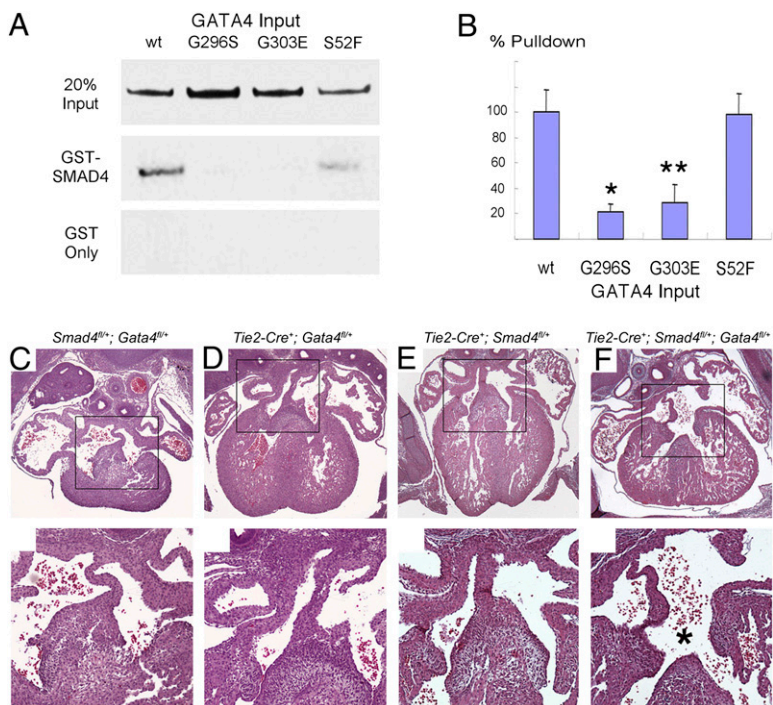 A
GATA4 Input
wt G296S G303E S52F
20%
Input
GST-
SMAD4
GST
Only
B
% Pulldown
100
80
60
40
20
*
**
wt G296S G303E S52F
GATA4 Input
Smad4fl/+; Gata4fl/+
Tie2-Cre+; Gata4fl/+
Tie2-Cre+; Smad4fl/+
Tie2-Cre+; Smad4fl/+; Gata4fl/+
C
D
E
F
*